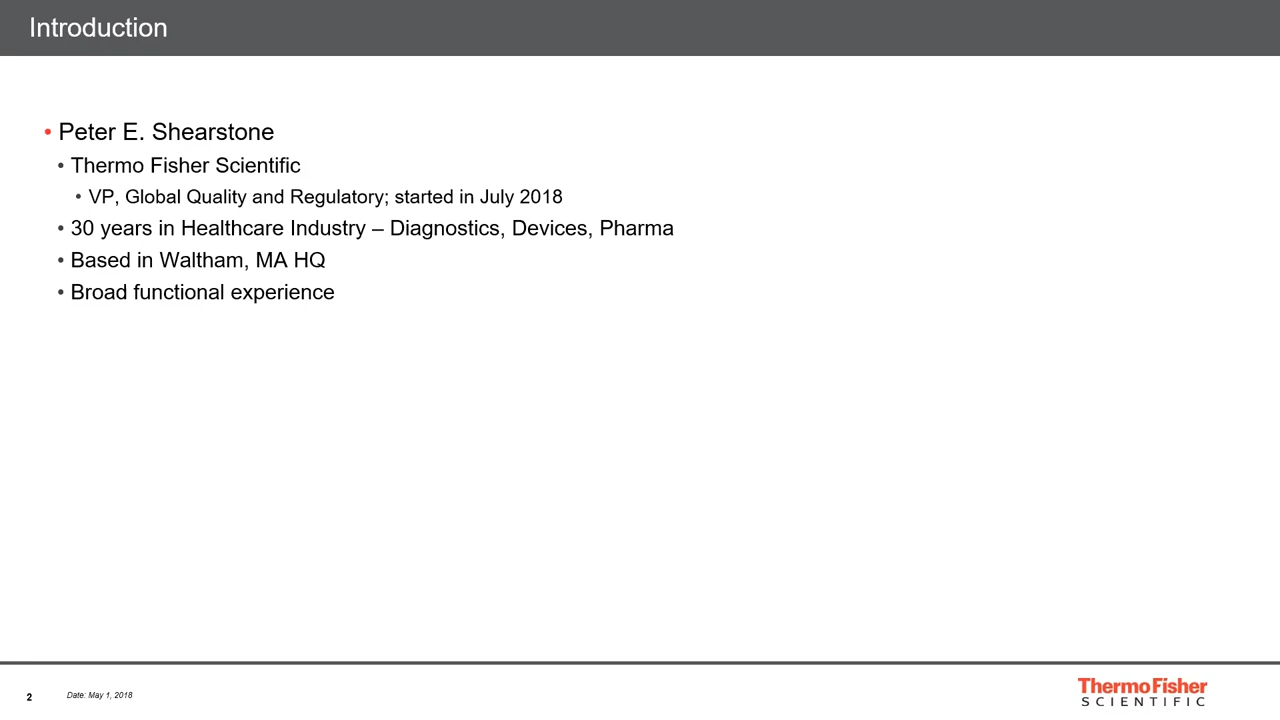 Introduction
• Peter E. Shearstone
• Thermo Fisher Scientific
• VP, Global Quality and Regulatory; started in July 2018
• 30 years in Healthcare Industry – Diagnostics, Devices, Pharma
• Based in Waltham, MA HQ
• Broad functional experience
2 Date: May 1, 2018
ThermoFisher
SCIENTIFIC